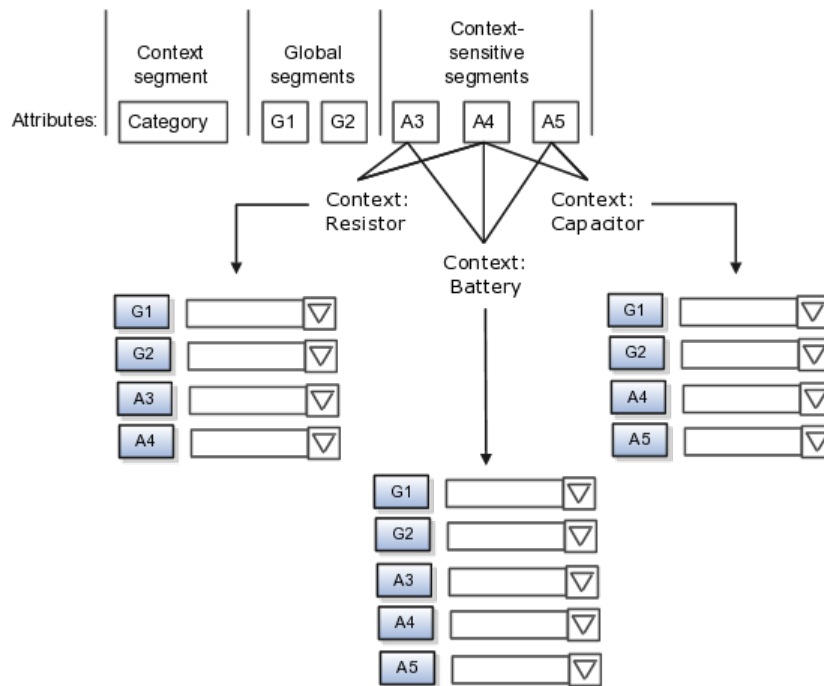 Context
segment
Global
segments
Context-
sensitive
segments
Attributes:
Category
G1
G2
A3
A4
A5
Context:
Resistor
Context:
Battery
Context:
Capacitor
G1
G2
A3
A4
G1
G2
A3
A4
A5
G1
G2
A4
A5